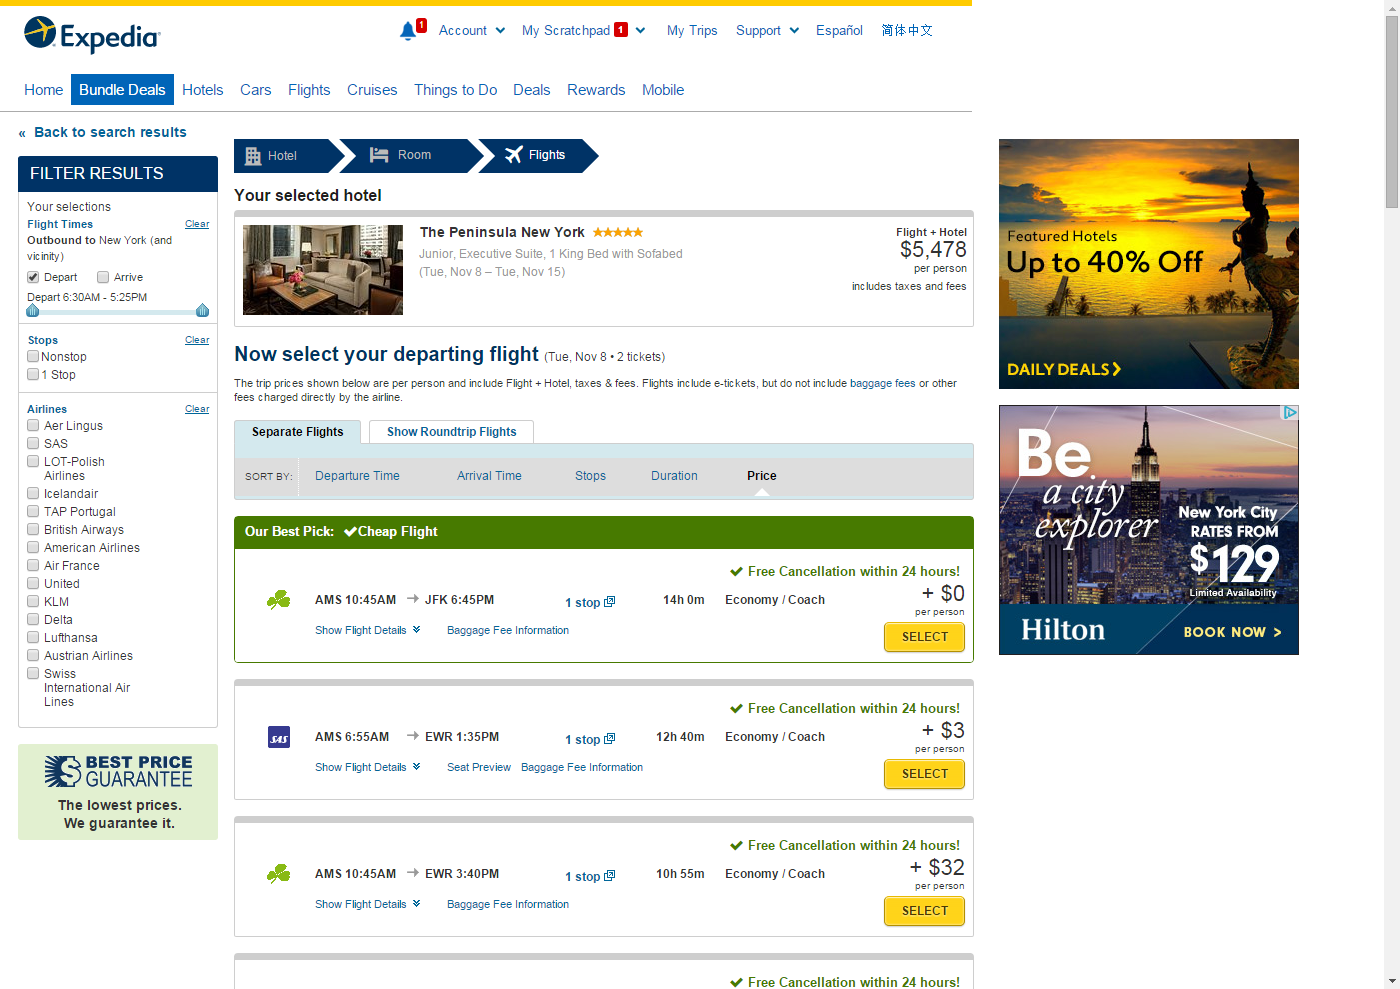 Expedia
1
Account
My Scratchpad 1
My Trips
Support
Español
简体中文
Home
Bundle Deals
Hotels
Cars
Flights
Cruises
Things to Do
Deals
Rewards
Mobile
« Back to search results
FILTER RESULTS
Your selections
Flight Times Clear
Outbound to New York (and
vicinity)
Depart Arrive
Depart 6:30AM - 5:25PM
Stops Clear
Nonstop
1 Stop
Airlines Clear
Aer Lingus
SAS
LOT-Polish
Airlines
Icelandair
TAP Portugal
British Airways
American Airlines
Air France
United
KLM
Delta
Lufthansa
Austrian Airlines
Swiss
International Air
Lines
BEST PRICE
GUARANTEE
The lowest prices.
We guarantee it.
Hotel
Room
Flights
Your selected hotel
The Peninsula New York
Junior, Executive Suite, 1 King Bed with Sofabed
(Tue, Nov 8 – Tue, Nov 15)
Flight + Hotel
$5,478
per person
includes taxes and fees
Now select your departing flight (Tue, Nov 8 • 2 tickets)
The trip prices shown below are per person and include Flight + Hotel, taxes & fees. Flights include e-tickets, but do not include baggage fees or other
fees charged directly by the airline.
Separate Flights
Show Roundtrip Flights
SORT BY: Departure Time Arrival Time Stops Duration Price
Our Best Pick: Cheap Flight
Free Cancellation within 24 hours!
AMS 10:45AM JFK 6:45PM 1 stop 14h 0m Economy / Coach + $0
per person
Show Flight Details Baggage Fee Information
SELECT
Free Cancellation within 24 hours!
SAS
AMS 6:55AM EWR 1:35PM 1 stop 12h 40m Economy / Coach + $3
per person
Show Flight Details Seat Preview Baggage Fee Information
SELECT
Free Cancellation within 24 hours!
AMS 10:45AM EWR 3:40PM 1 stop 10h 55m Economy / Coach + $32
per person
Show Flight Details Baggage Fee Information
SELECT
Free Cancellation within 24 hours!
Featured Hotels
Up to 40% Off
DAILY DEALS
Be
a city
explorer
New York City
RATES FROM
$129
Limited Availability
Hilton
BOOK NOW >